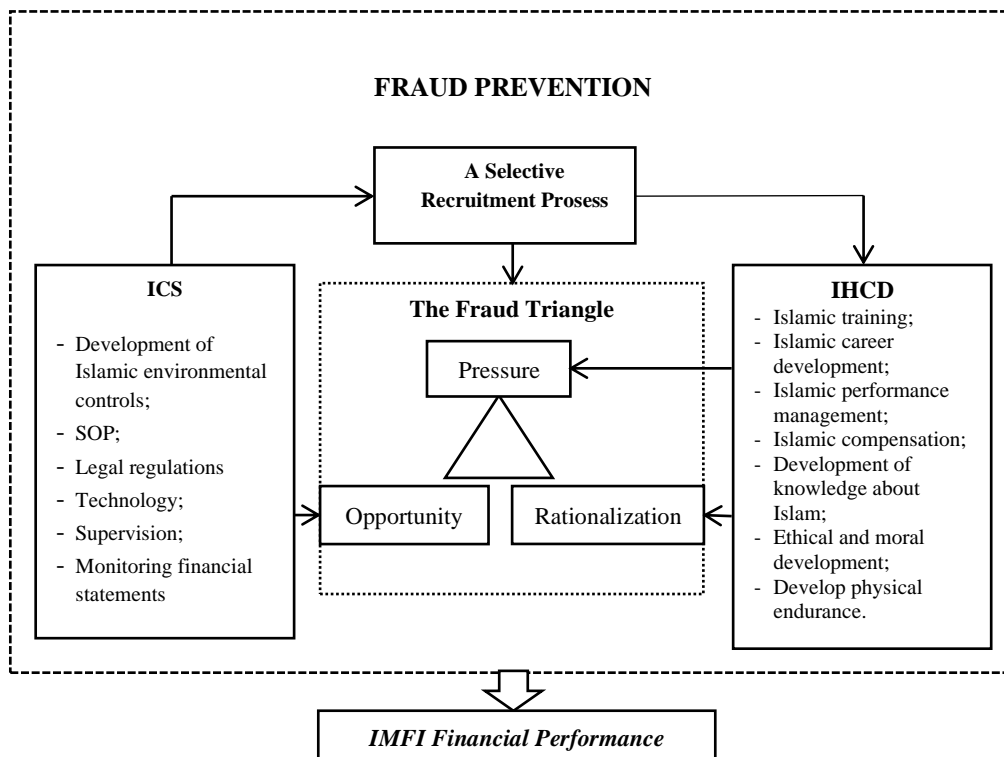 FRAUD PREVENTION
A Selective
Recruitment Prosess
ICS
- Development of
Islamic environmental
controls;
- SOP;
- Legal regulations
- Technology;
- Supervision;
- Monitoring financial
statements
The Fraud Triangle
Pressure
Opportunity
Rationalization
IHCD
- Islamic training;
- Islamic career
development;
- Islamic performance
management;
- Islamic compensation;
- Development of
knowledge about
Islam;
- Ethical and moral
development;
- Develop physical
endurance.
IMFI Financial Performance